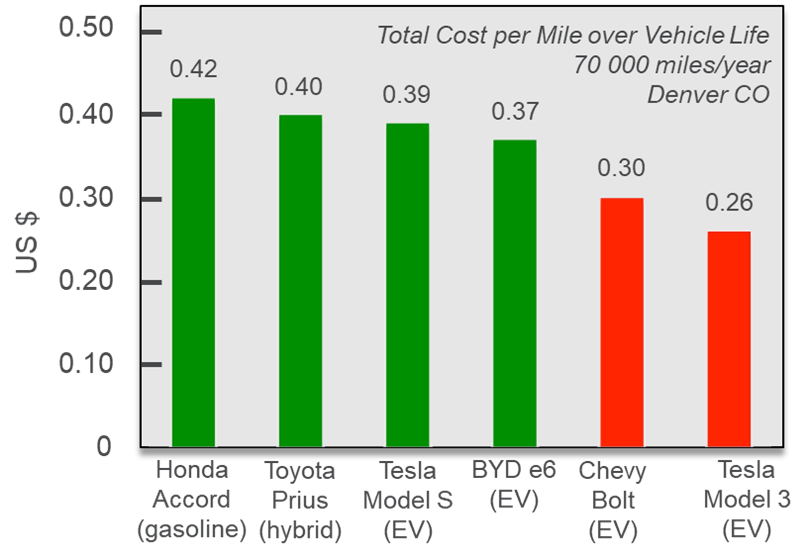 Total Cost per Mile over Vehicle Life
70 000 miles/year
Denver CO
US $
0.50
0.40
0.30
0.20
0.10
0
0.42
0.40
0.39
0.37
0.30
0.26
Honda
Accord
(gasoline)
Toyota
Prius
(hybrid)
Tesla
Model S
(EV)
BYD e6
(EV)
Chevy
Bolt
(EV)
Tesla
Model 3
(EV)